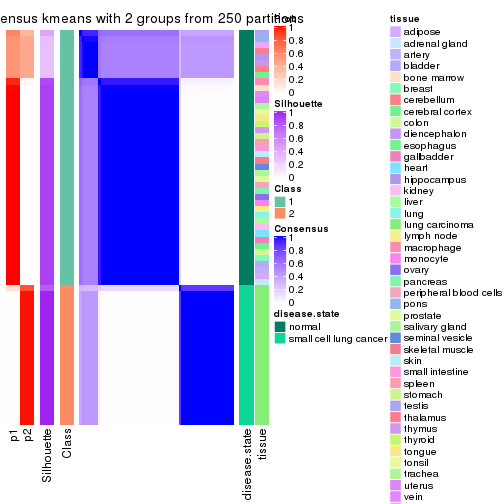 ensus kmeans with 2 groups from 250 partitions
1
0.8
0.6
0.4
0.2
0
Silhouette
1
0.8
0.6
0.4
0.2
0
Class
1
2
Consensus
1
0.8
0.6
0.4
0.2
0
disease.state
normal
small cell lung cancer
tissue
adipose
adrenal gland
artery
bladder
bone marrow
breast
cerebellum
cerebral cortex
colon
diencephalon
esophagus
gallbadder
heart
hippocampus
kidney
liver
lung
lung carcinoma
lymph node
macrophage
monocyte
ovary
pancreas
peripheral blood cells
pons
prostate
salivary gland
seminal vesicle
skeletal muscle
skin
small intestine
spleen
stomach
testis
thalamus
thymus
thyroid
tongue
tonsil
trachea
uterus
vein
p1
p2
Silhouette
Class
disease.state
tissue